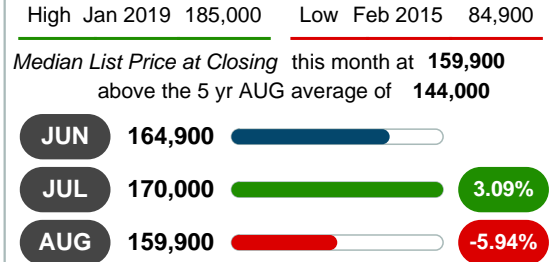 High Jan 2019 185,000 Low Feb 2015 84,900
Median List Price at Closing this month at 159,900
above the 5 yr AUG average of 144,000
JUN 164,900
JUL 170,000 3.09%
AUG 159,900 -5.94%